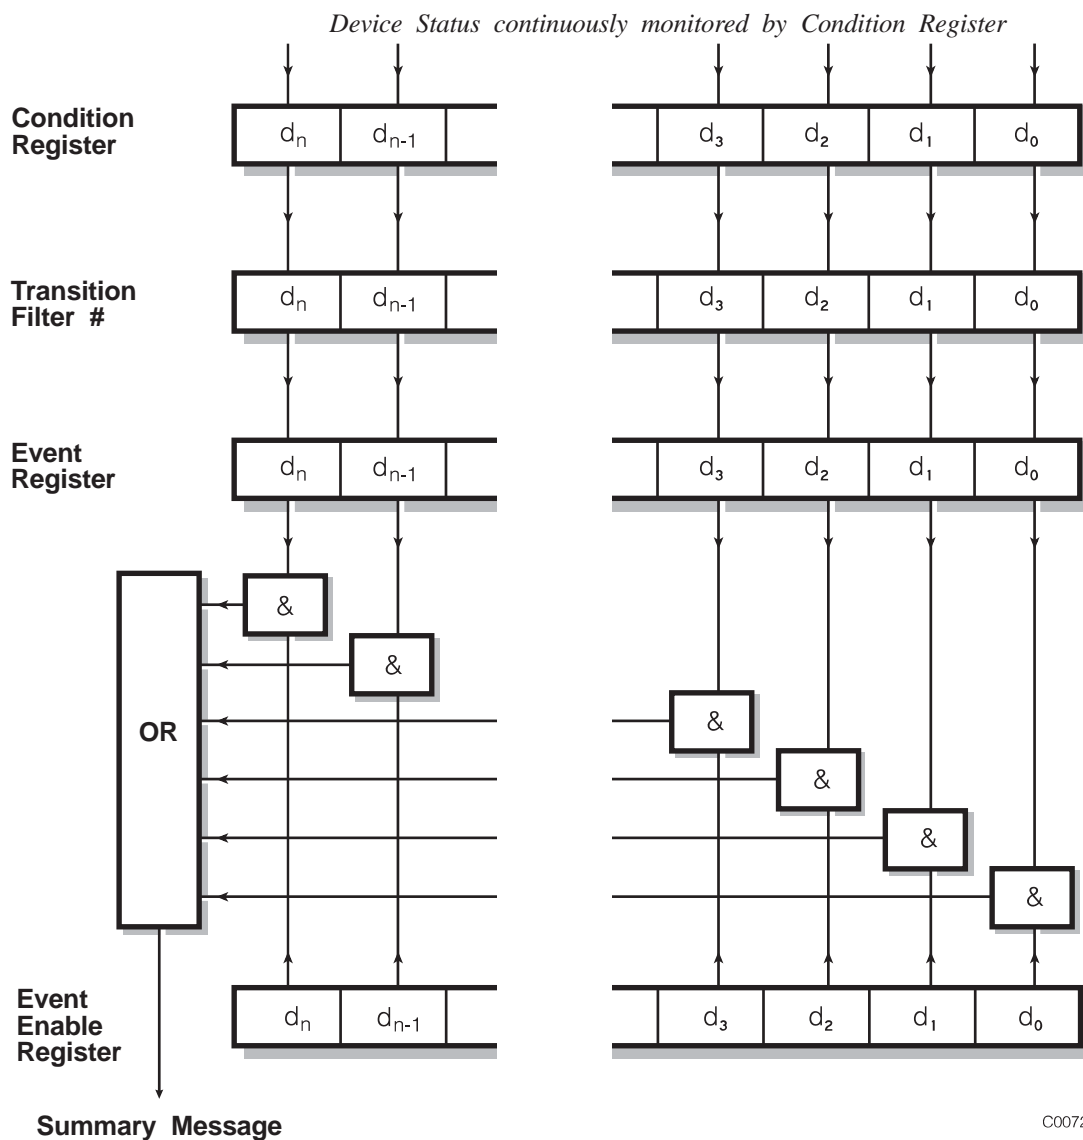 Device Status continuously monitored by Condition Register
Condition
Register
dn dn-1 d3 d2 d1 d0
Transition
Filter #
dn dn-1 d3 d2 d1 d0
Event
Register
dn dn-1 d3 d2 d1 d0
&
&
OR
&
&
&
&
Event
Enable
Register
dn dn-1 d3 d2 d1 d0
Summary Message